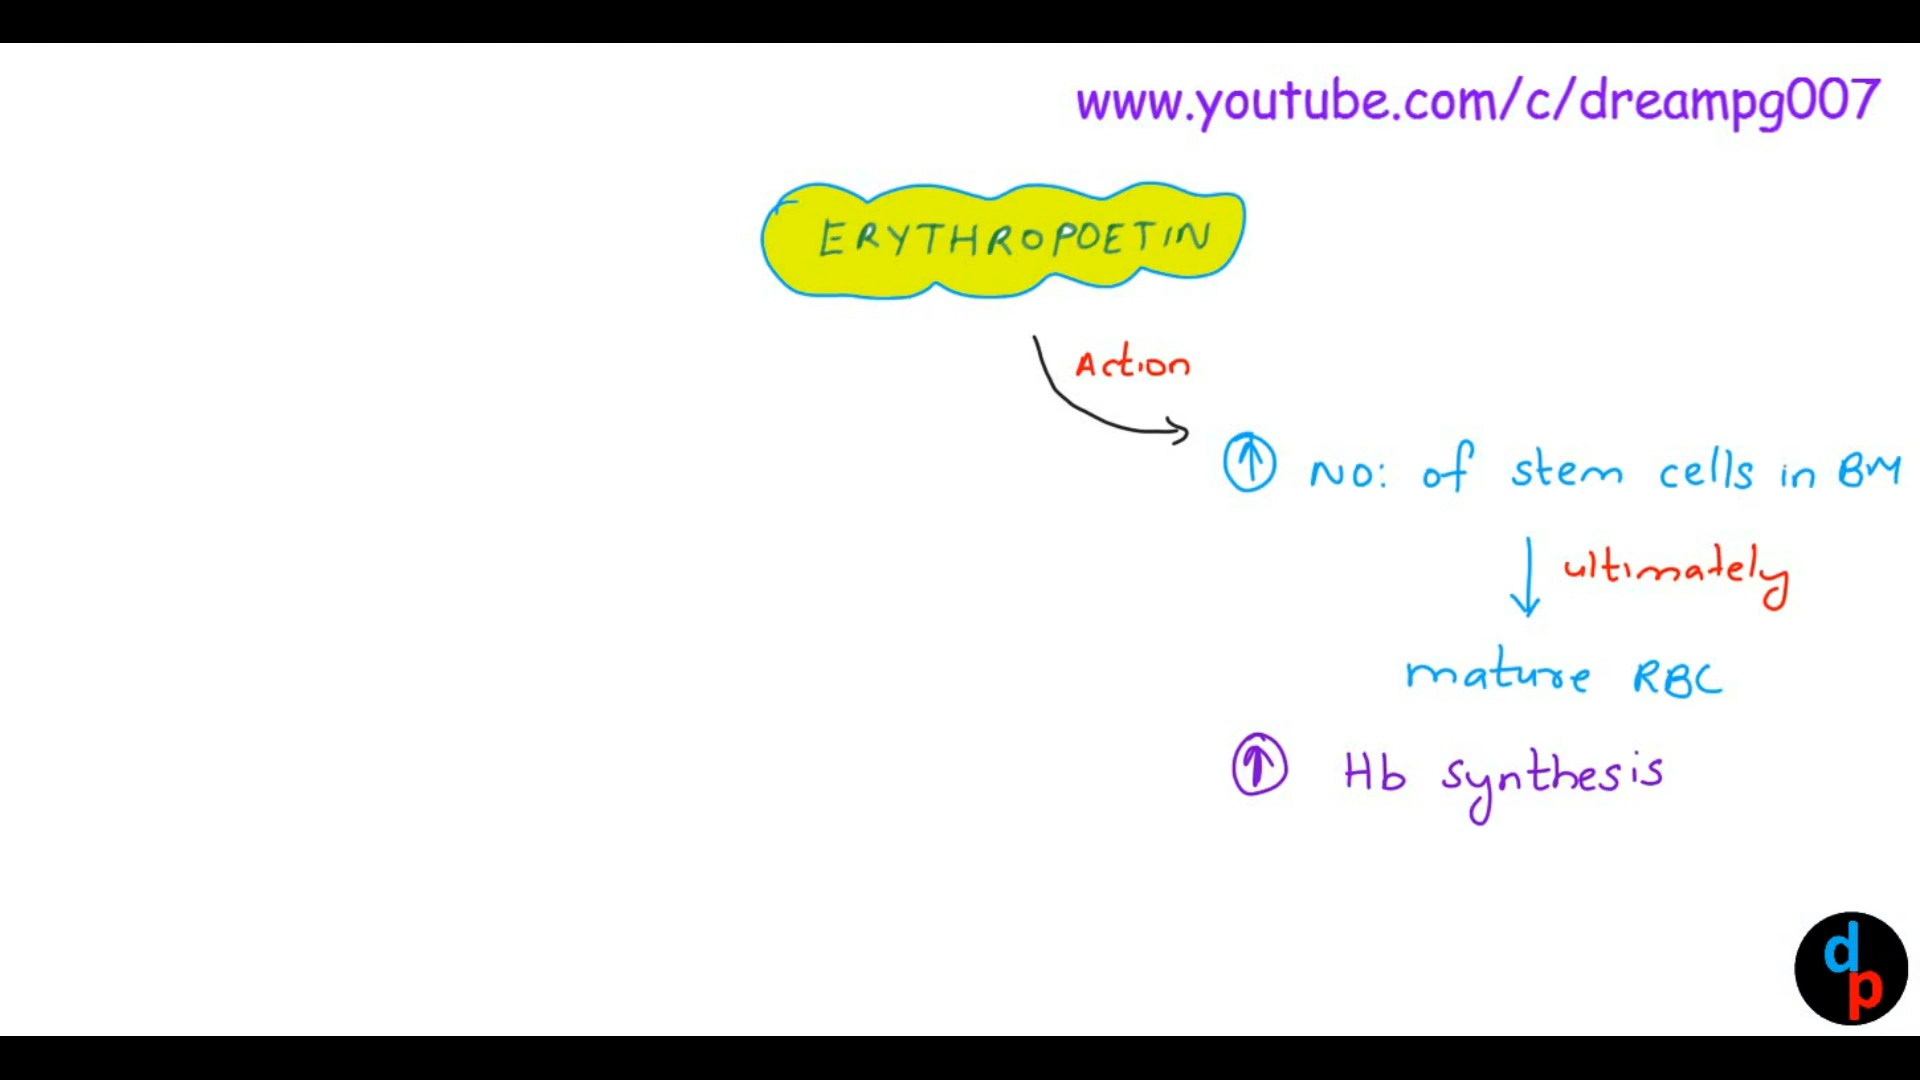 www.youtube.com/c/dreampg007
ERYTHROPOETIN
Action
↑ NO: of stem cells in BM
↓ ultimately
mature RBC
↑ Hb synthesis
dp